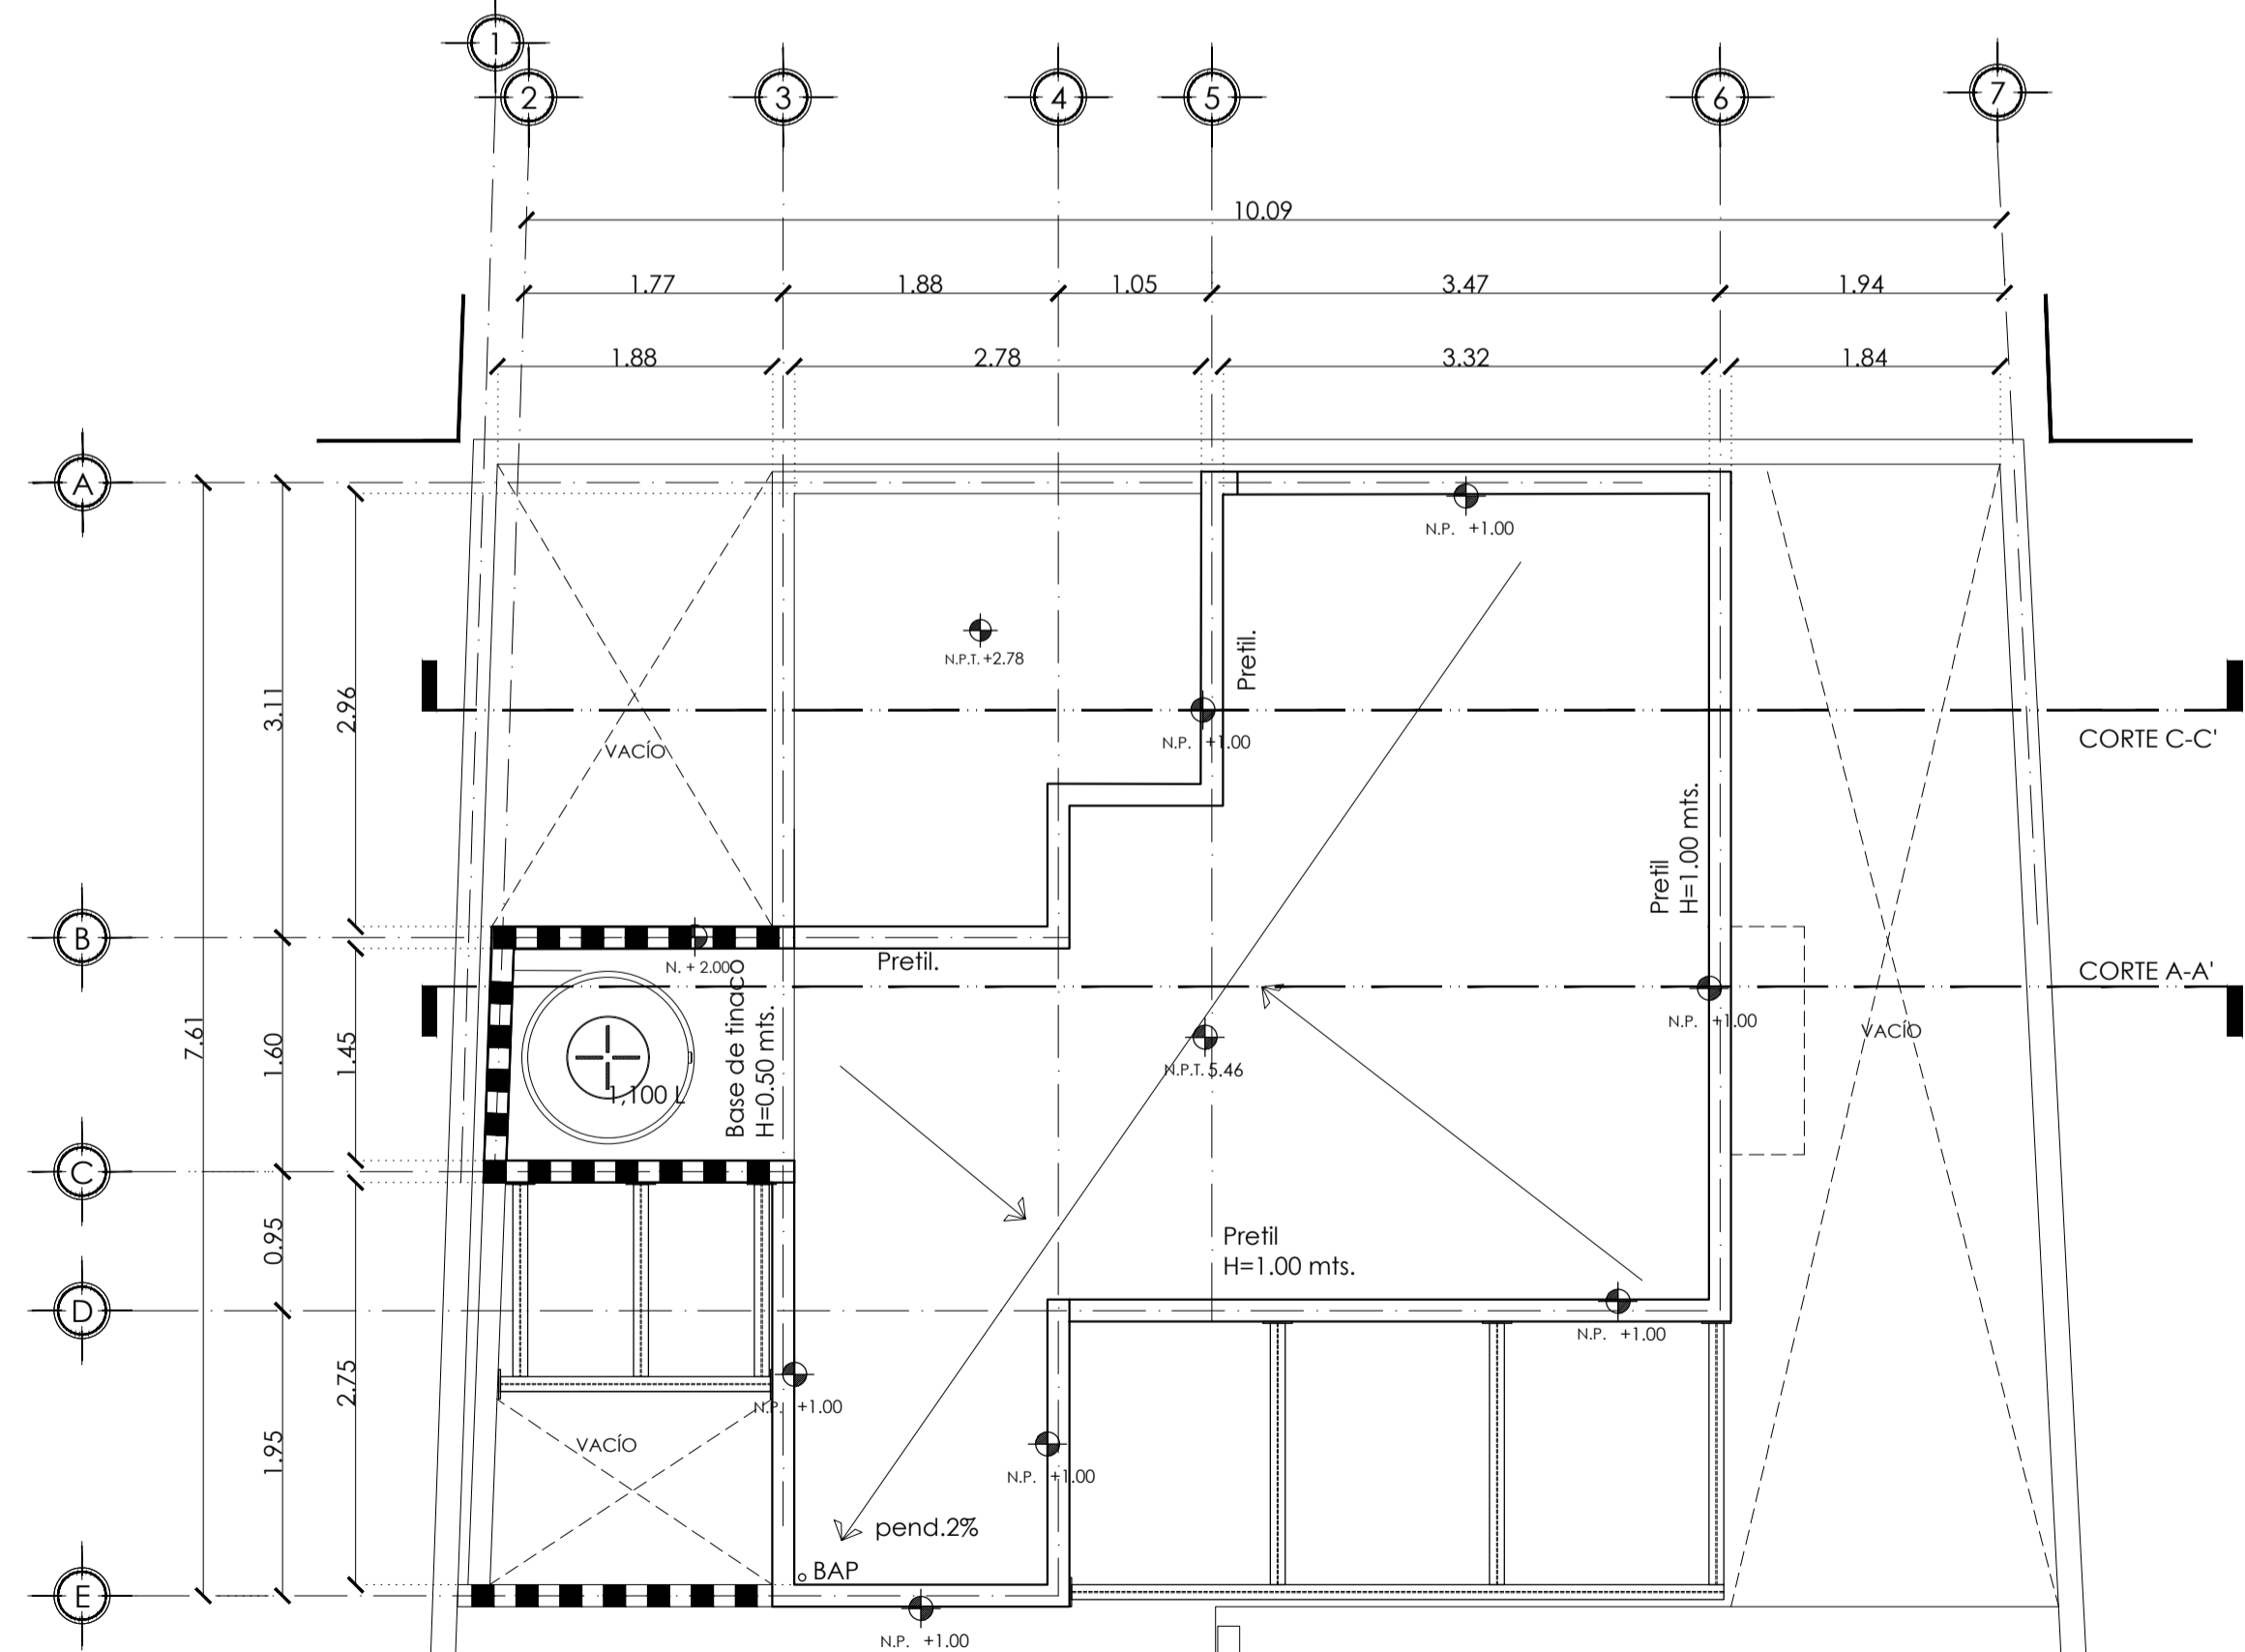 1
2
3
4
5
6
7
10.09
1.77
1.88
1.05
3.47
1.94
1.88
2.78
3.32
1.84
A
N.P. +1.00
N.P.T. +2.78
Pretil.
3.11
2.96
VACÍO
N.P. +1.00
CORTE C-C'
Pretil
H=1.00 mts.
B
Pretil.
N. + 2.00
CORTE A-A'
7.61
1.60
1.45
1,100 L
Base de tinaco
H=0.50 mts.
N.P.T. 5.46
N.P. +1.00
VACÍO
C
0.95
Pretil
H=1.00 mts.
D
N.P. +1.00
2.75
N.P. +1.00
1.95
VACÍO
N.P. +1.00
pend.2%
BAP
E
N.P. +1.00